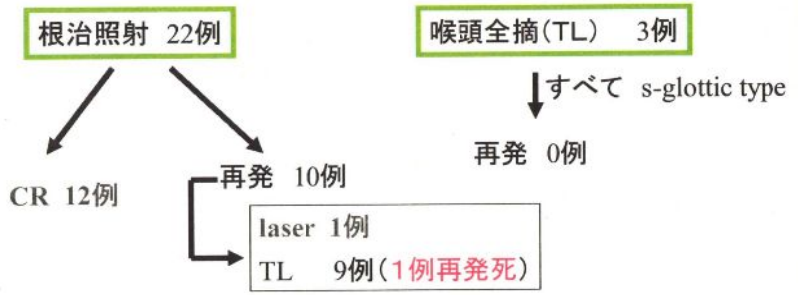 根治照射 22例
喉頭全摘(TL) 3例
すべて s-glottic type
再発 0例
CR 12例
再発 10例
laser 1例
TL 9例(1例再発死)